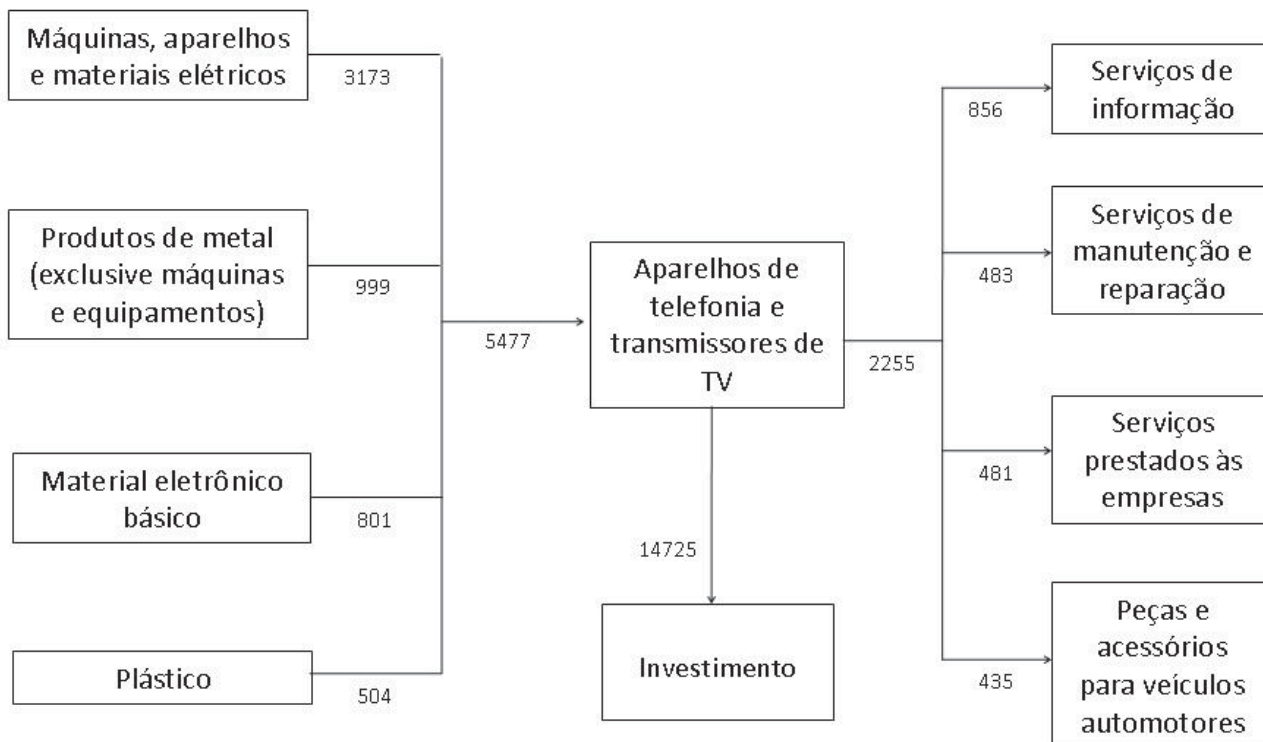 Máquinas, aparelhos
e materiais elétricos
3173
Produtos de metal
(exclusive máquinas
e equipamentos)
999
Material eletrônico
básico
801
Plástico
504
5477
Aparelhos de
telefonia e
transmissores de
TV
2255
14725
Investimento
856
Serviços de
informação
483
Serviços de
manutenção e
reparação
481
Serviços
prestados às
empresas
435
Peças e
acessórios
para veículos
automotores